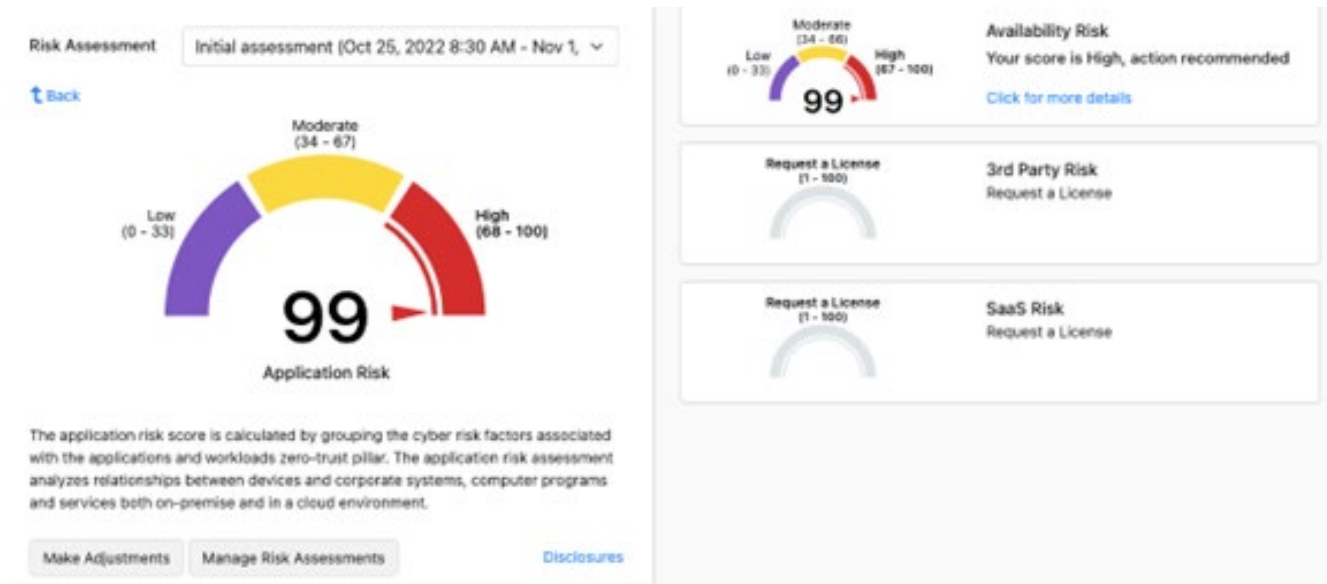 Risk Assessment
Initial assessment (Oct 25, 2022 8:30 AM - Nov 1,
Back
Moderate
(34 - 67)
Low
(0 - 33)
High
(68 - 100)
99
Application Risk
The application risk score is calculated by grouping the cyber risk factors associated
with the applications and workloads zero-trust pillar. The application risk assessment
analyzes relationships between devices and corporate systems, computer programs
and services both on-premise and in a cloud environment.
Make Adjustments
Manage Risk Assessments
Disclosures
Moderate
(34 - 66)
Low
(0 - 33)
High
(67 - 100)
99
Availability Risk
Your score is High, action recommended
Click for more details
Request a License
(1 - 100)
3rd Party Risk
Request a License
Request a License
(1 - 100)
SaaS Risk
Request a License